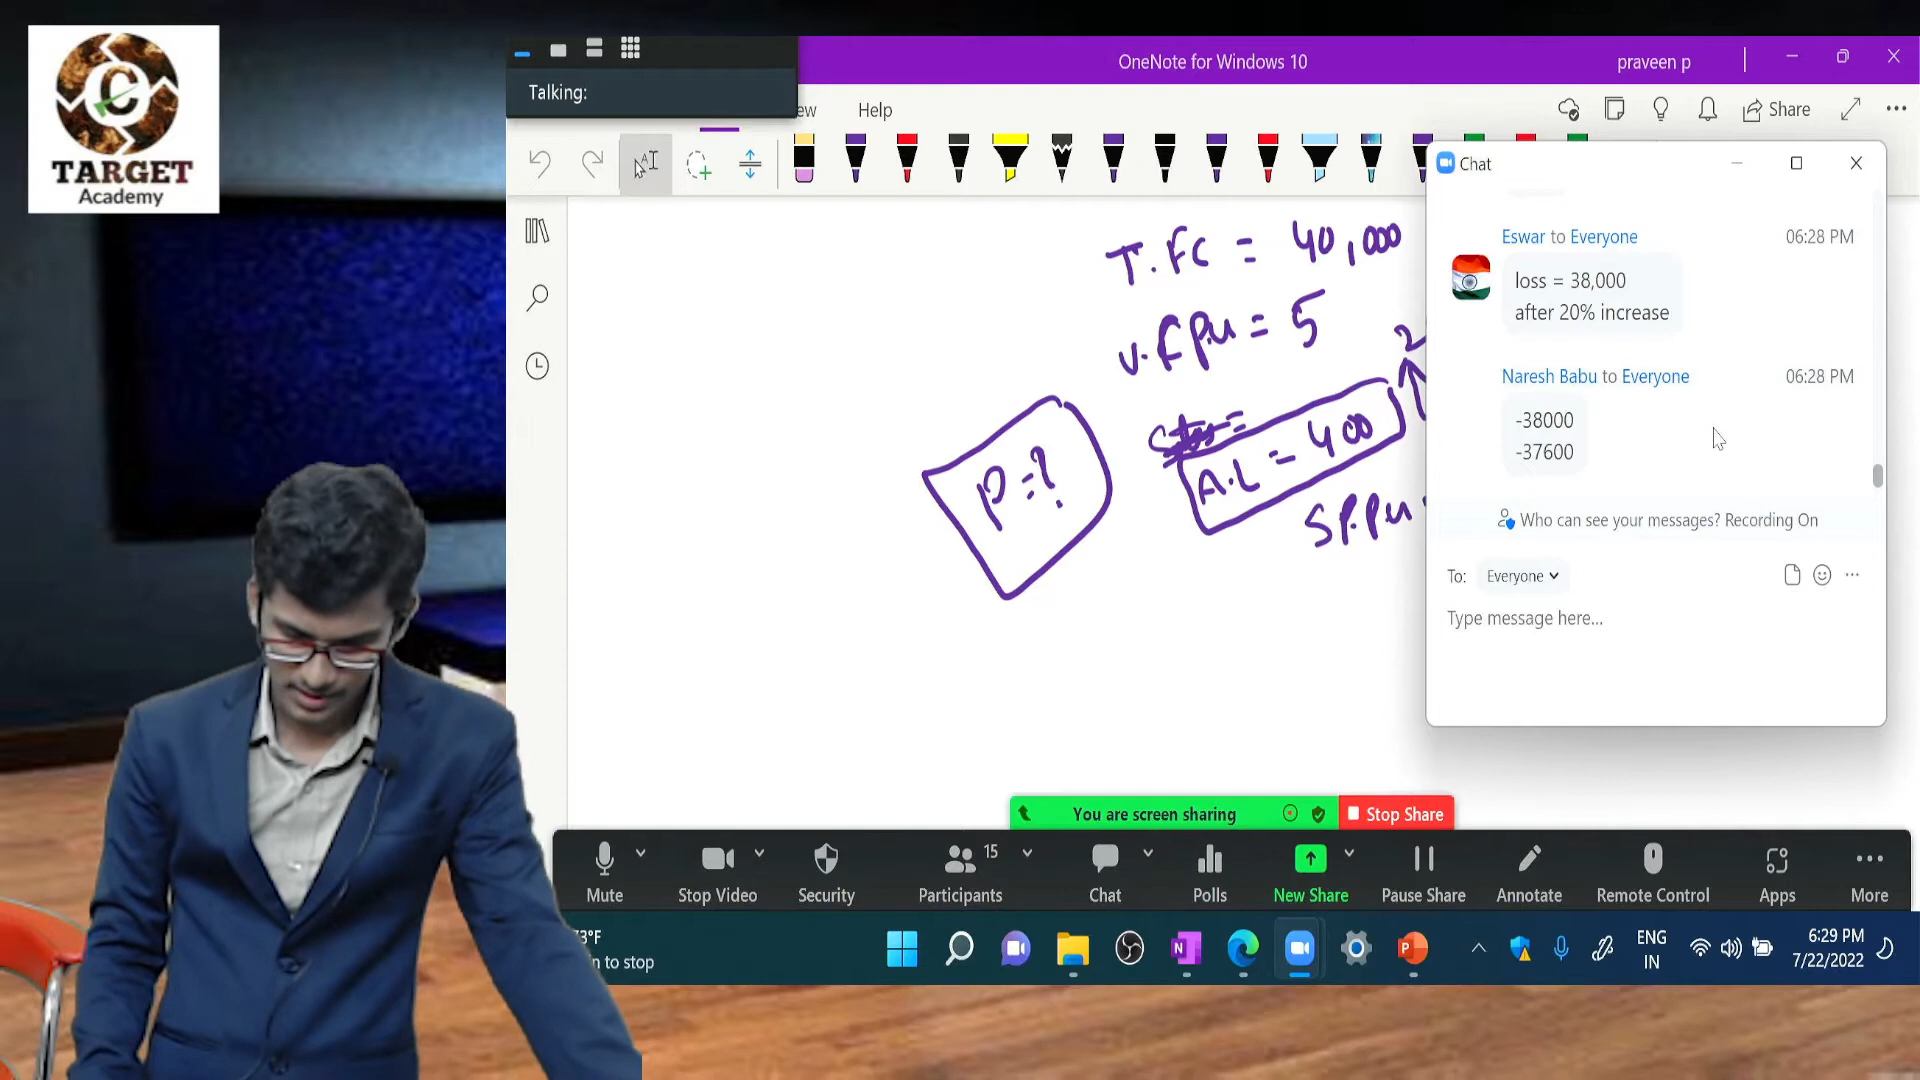 TARGET
Academy
OneNote for Windows 10
praveen p
Talking:
ew
Help
Share
Chat
T.FC = 40,000
V.C p.u = 5
P=?
A.L = 400
2
S.P.P.u
Eswar to Everyone
06:28 PM
loss = 38,000
after 20% increase
Naresh Babu to Everyone
06:28 PM
-38000
-37600
Who can see your messages? Recording On
To: Everyone
Type message here...
You are screen sharing
Stop Share
Mute
Stop Video
Security
15
Participants
Chat
Polls
New Share
Pause Share
Annotate
Remote Control
Apps
More
73°F
n to stop
ENG
IN
6:29 PM
7/22/2022